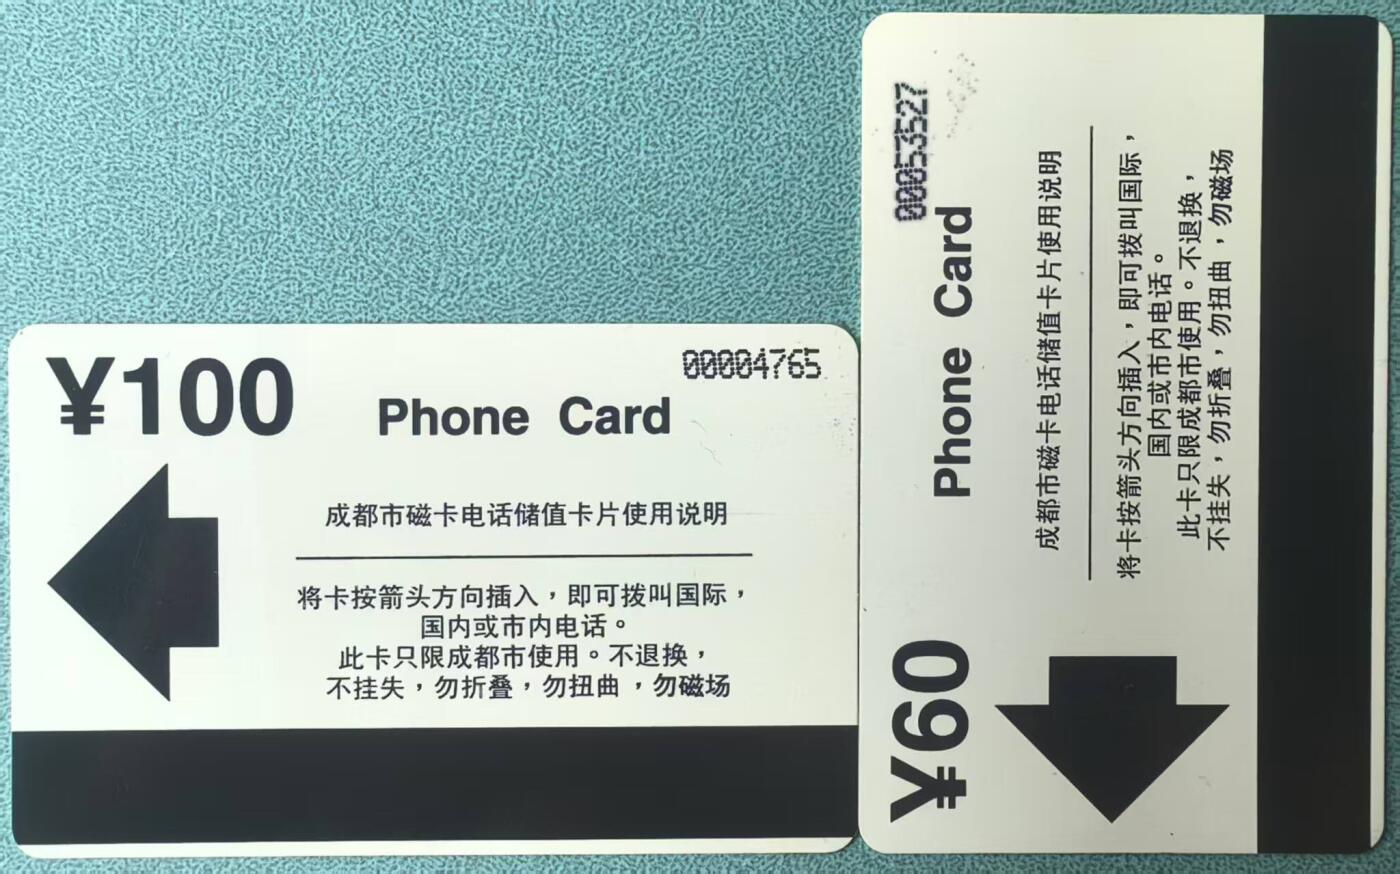 ¥100
00004765
Phone Card
成都市磁卡电话储值卡片使用说明
将卡按箭头方向插入，即可拨叫国际，
国内或市内电话。
此卡只限成都市使用。不退换，
不挂失，勿折叠，勿扭曲，勿磁场
¥60
Phone Card
00053527
成都市磁卡电话储值卡片使用说明
将卡按箭头方向插入，即可拨叫国际，
国内或市内电话。
此卡只限成都市使用。不退换，
不挂失，勿折叠，勿扭曲，勿磁场